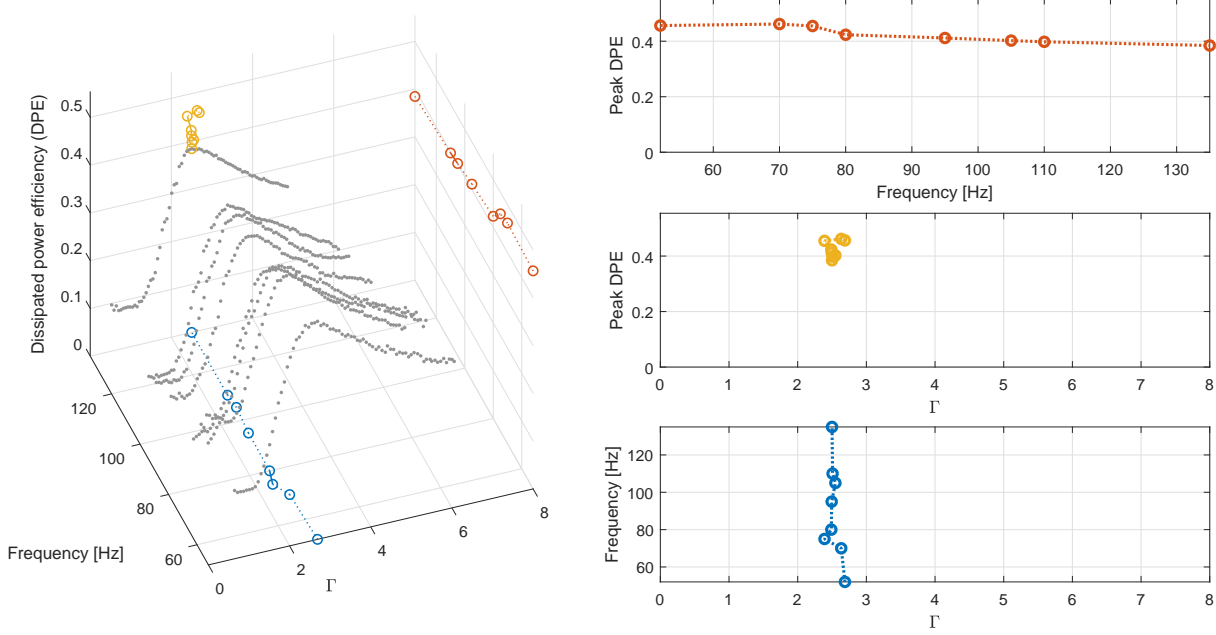 Dissipated power efficiency (DPE)
0.5
0.4
0.3
0.2
0.1
0
120
100
80
60
Frequency [Hz]
0
2
4
6
8
Γ
Peak DPE
0.4
0.2
0
60 70 80 90 100 110 120 130
Frequency [Hz]
Peak DPE
0.4
0.2
0
0 1 2 3 4 5 6 7 8
Γ
Frequency [Hz]
120
100
80
60
0 1 2 3 4 5 6 7 8
Γ